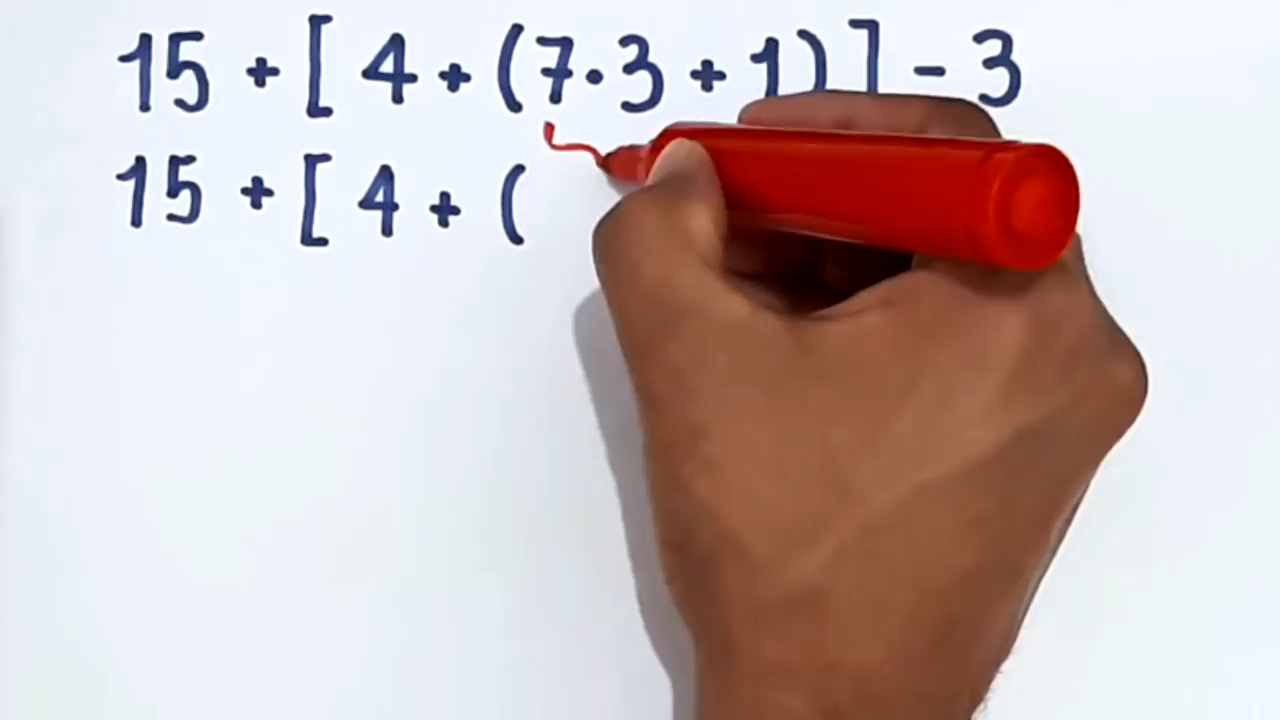 15 + [ 4 + (7·3 + 1) ] - 3
15 + [ 4 + (